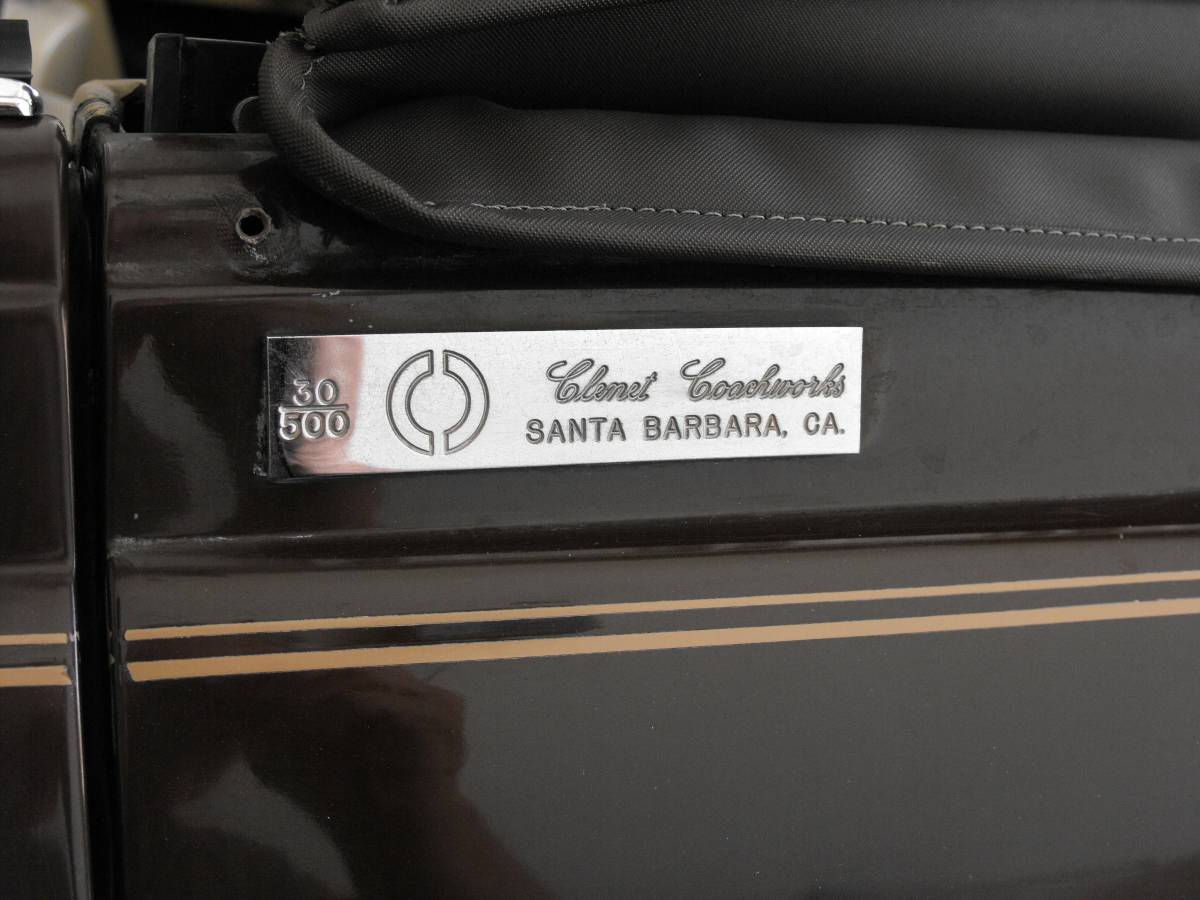 30
500
Clenet Coachworks
SANTA BARBARA, CA.